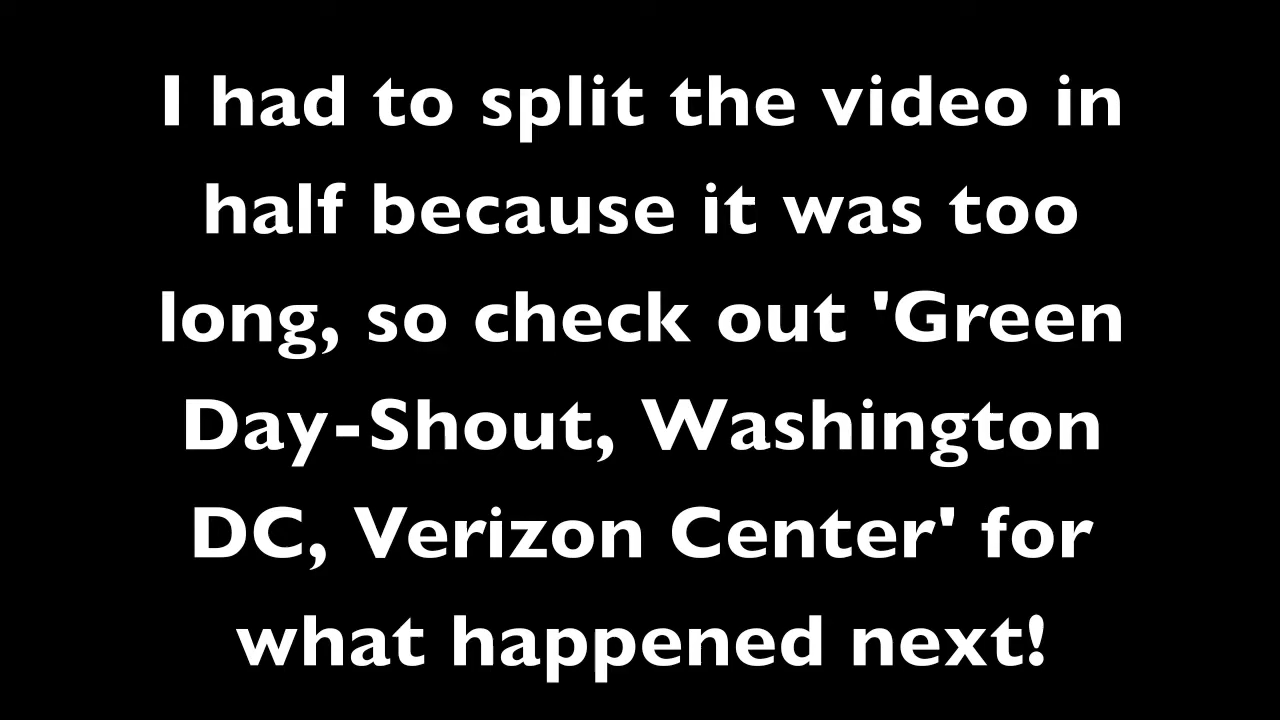 I had to split the video in
half because it was too
long, so check out 'Green
Day-Shout, Washington
DC, Verizon Center' for
what happened next!